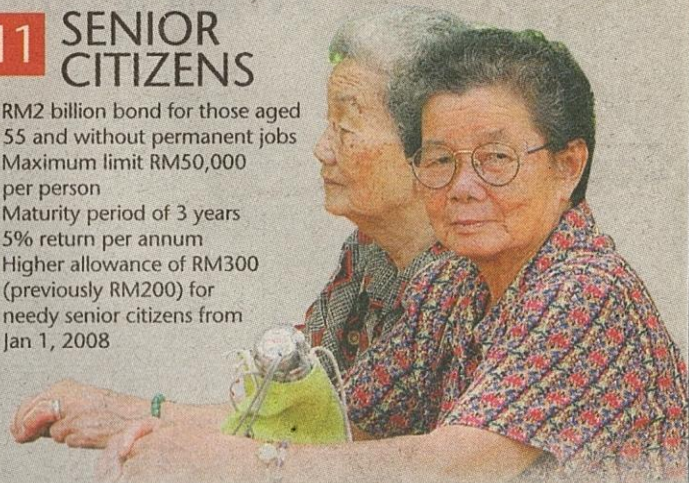 11 SENIOR
CITIZENS
RM2 billion bond for those aged
55 and without permanent jobs
Maximum limit RM50,000
per person
Maturity period of 3 years
5% return per annum
Higher allowance of RM300
(previously RM200) for
needy senior citizens from
Jan 1, 2008